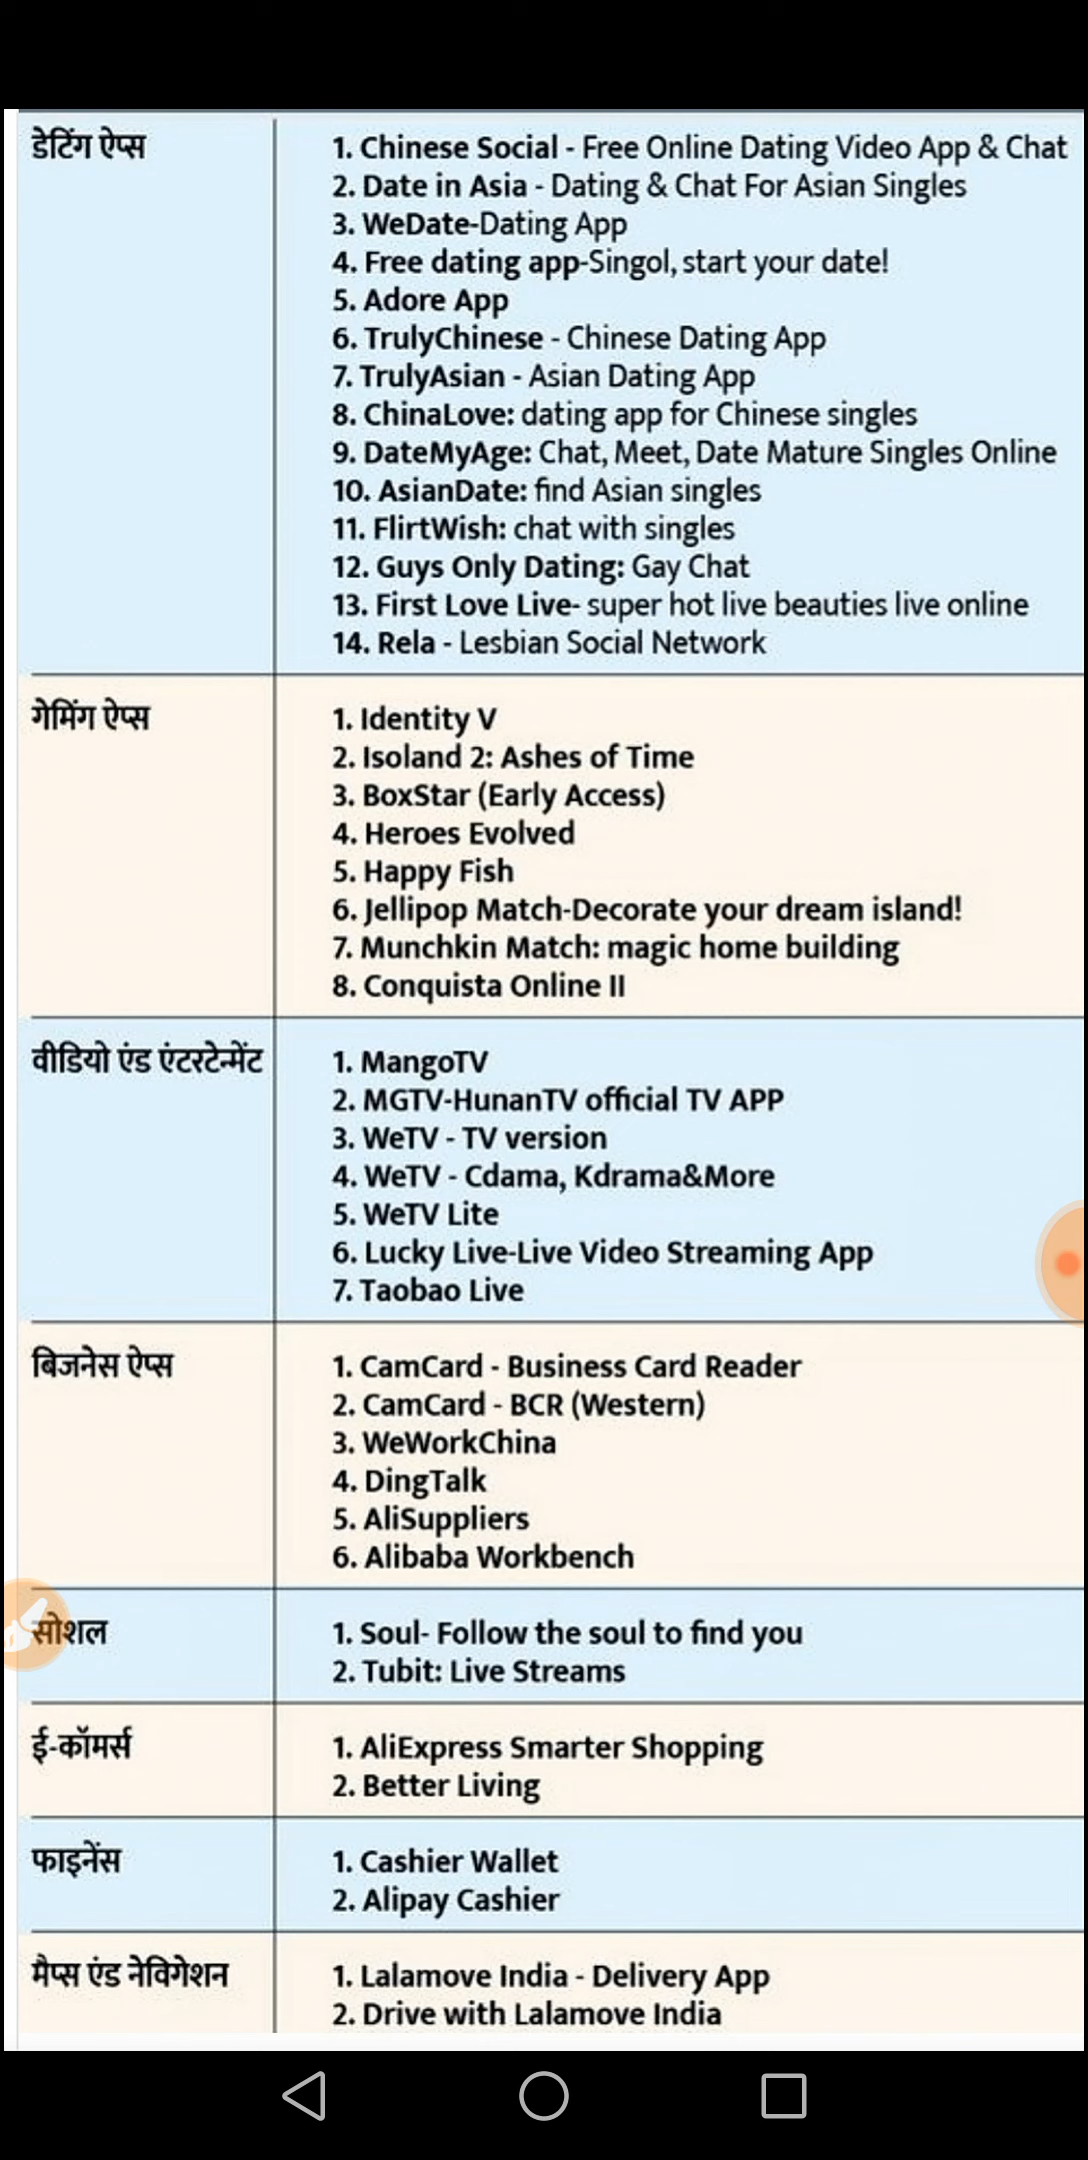 डेटिंग ऐप्स
1. Chinese Social - Free Online Dating Video App & Chat
2. Date in Asia - Dating & Chat For Asian Singles
3. WeDate-Dating App
4. Free dating app-Singol, start your date!
5. Adore App
6. TrulyChinese - Chinese Dating App
7. TrulyAsian - Asian Dating App
8. ChinaLove: dating app for Chinese singles
9. DateMyAge: Chat, Meet, Date Mature Singles Online
10. AsianDate: find Asian singles
11. FlirtWish: chat with singles
12. Guys Only Dating: Gay Chat
13. First Love Live- super hot live beauties live online
14. Rela - Lesbian Social Network
गेमिंग ऐप्स
1. Identity V
2. Isoland 2: Ashes of Time
3. BoxStar (Early Access)
4. Heroes Evolved
5. Happy Fish
6. Jellipop Match-Decorate your dream island!
7. Munchkin Match: magic home building
8. Conquista Online II
वीडियो एंड एंटरटेन्मेंट
1. MangoTV
2. MGTV-HunanTV official TV APP
3. WeTV - TV version
4. WeTV - Cdama, Kdrama&More
5. WeTV Lite
6. Lucky Live-Live Video Streaming App
7. Taobao Live
बिजनेस ऐप्स
1. CamCard - Business Card Reader
2. CamCard - BCR (Western)
3. WeWorkChina
4. DingTalk
5. AliSuppliers
6. Alibaba Workbench
सोशल
1. Soul- Follow the soul to find you
2. Tubit: Live Streams
ई-कॉमर्स
1. AliExpress Smarter Shopping
2. Better Living
फाइनेंस
1. Cashier Wallet
2. Alipay Cashier
मैप्स एंड नेविगेशन
1. Lalamove India - Delivery App
2. Drive with Lalamove India